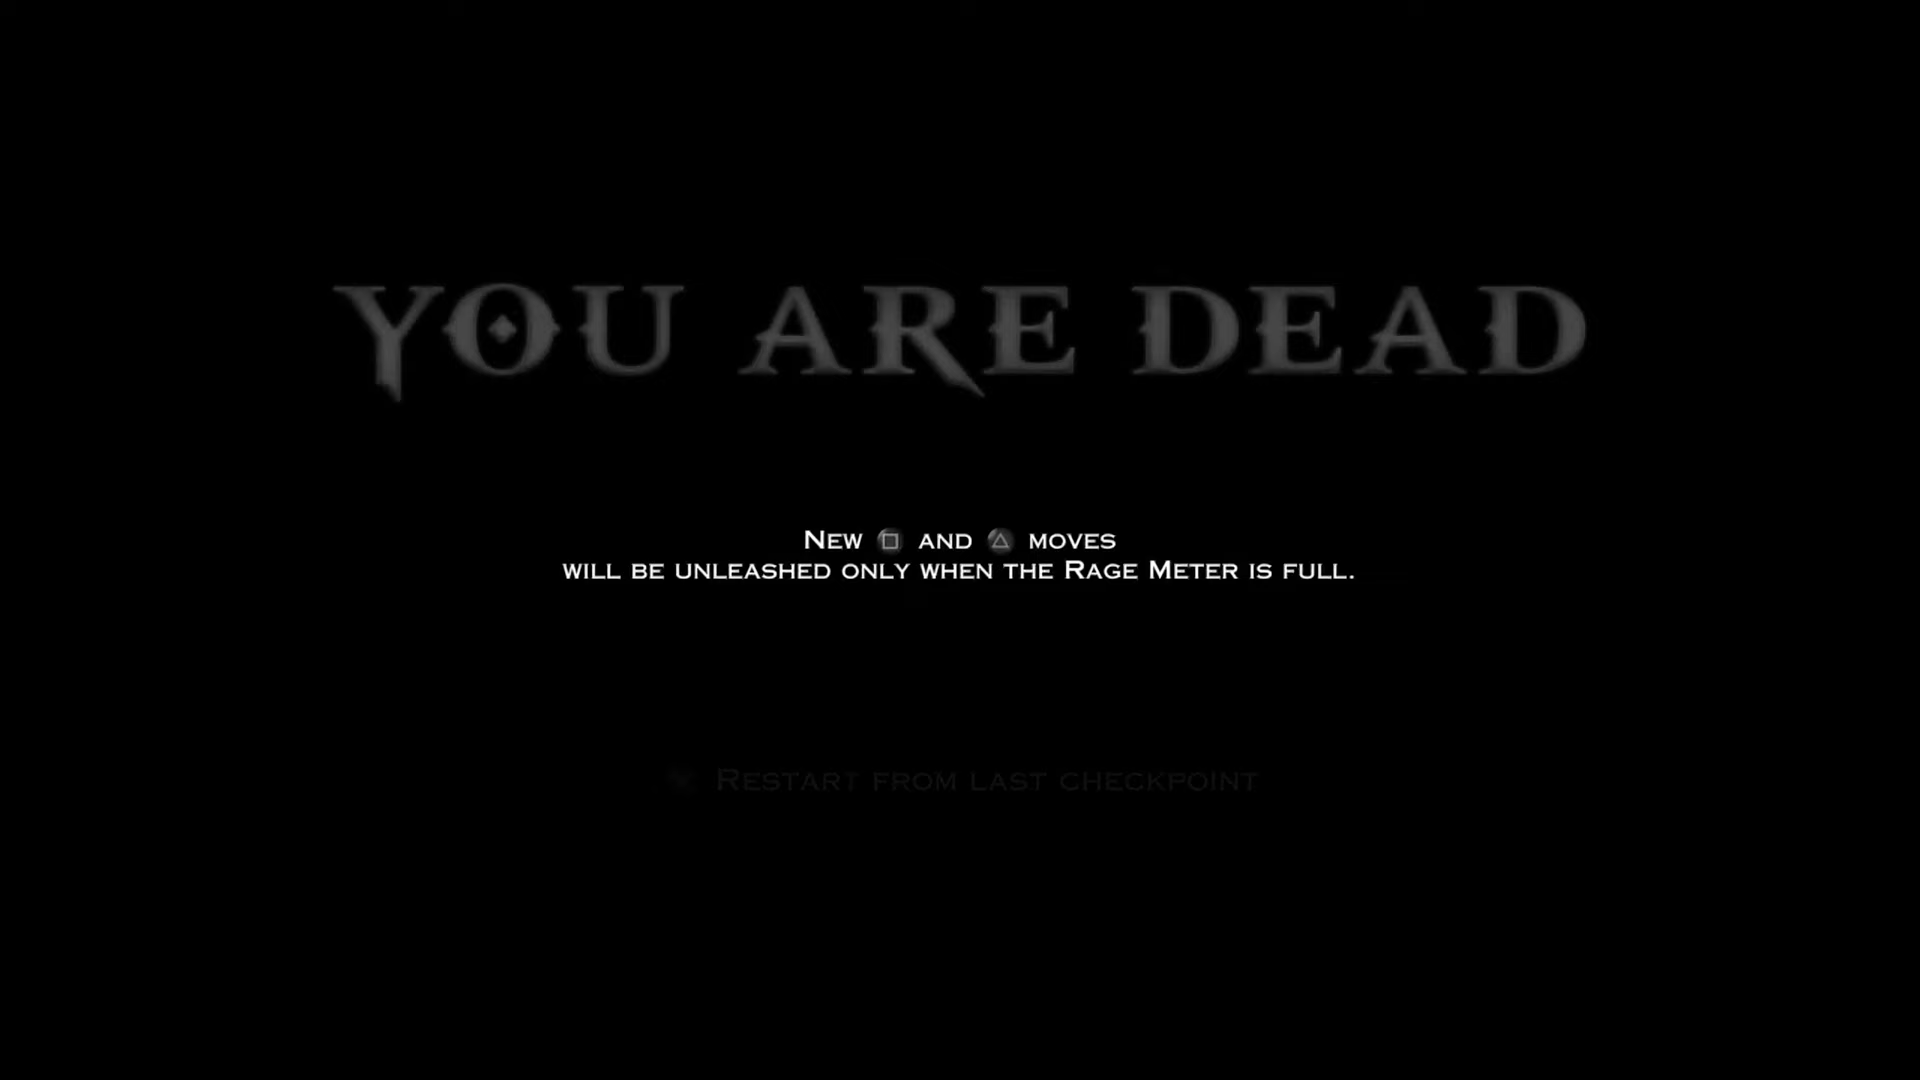 YOU ARE DEAD
New □ and △ moves
will be unleashed only when the Rage Meter is full.
Restart from last checkpoint